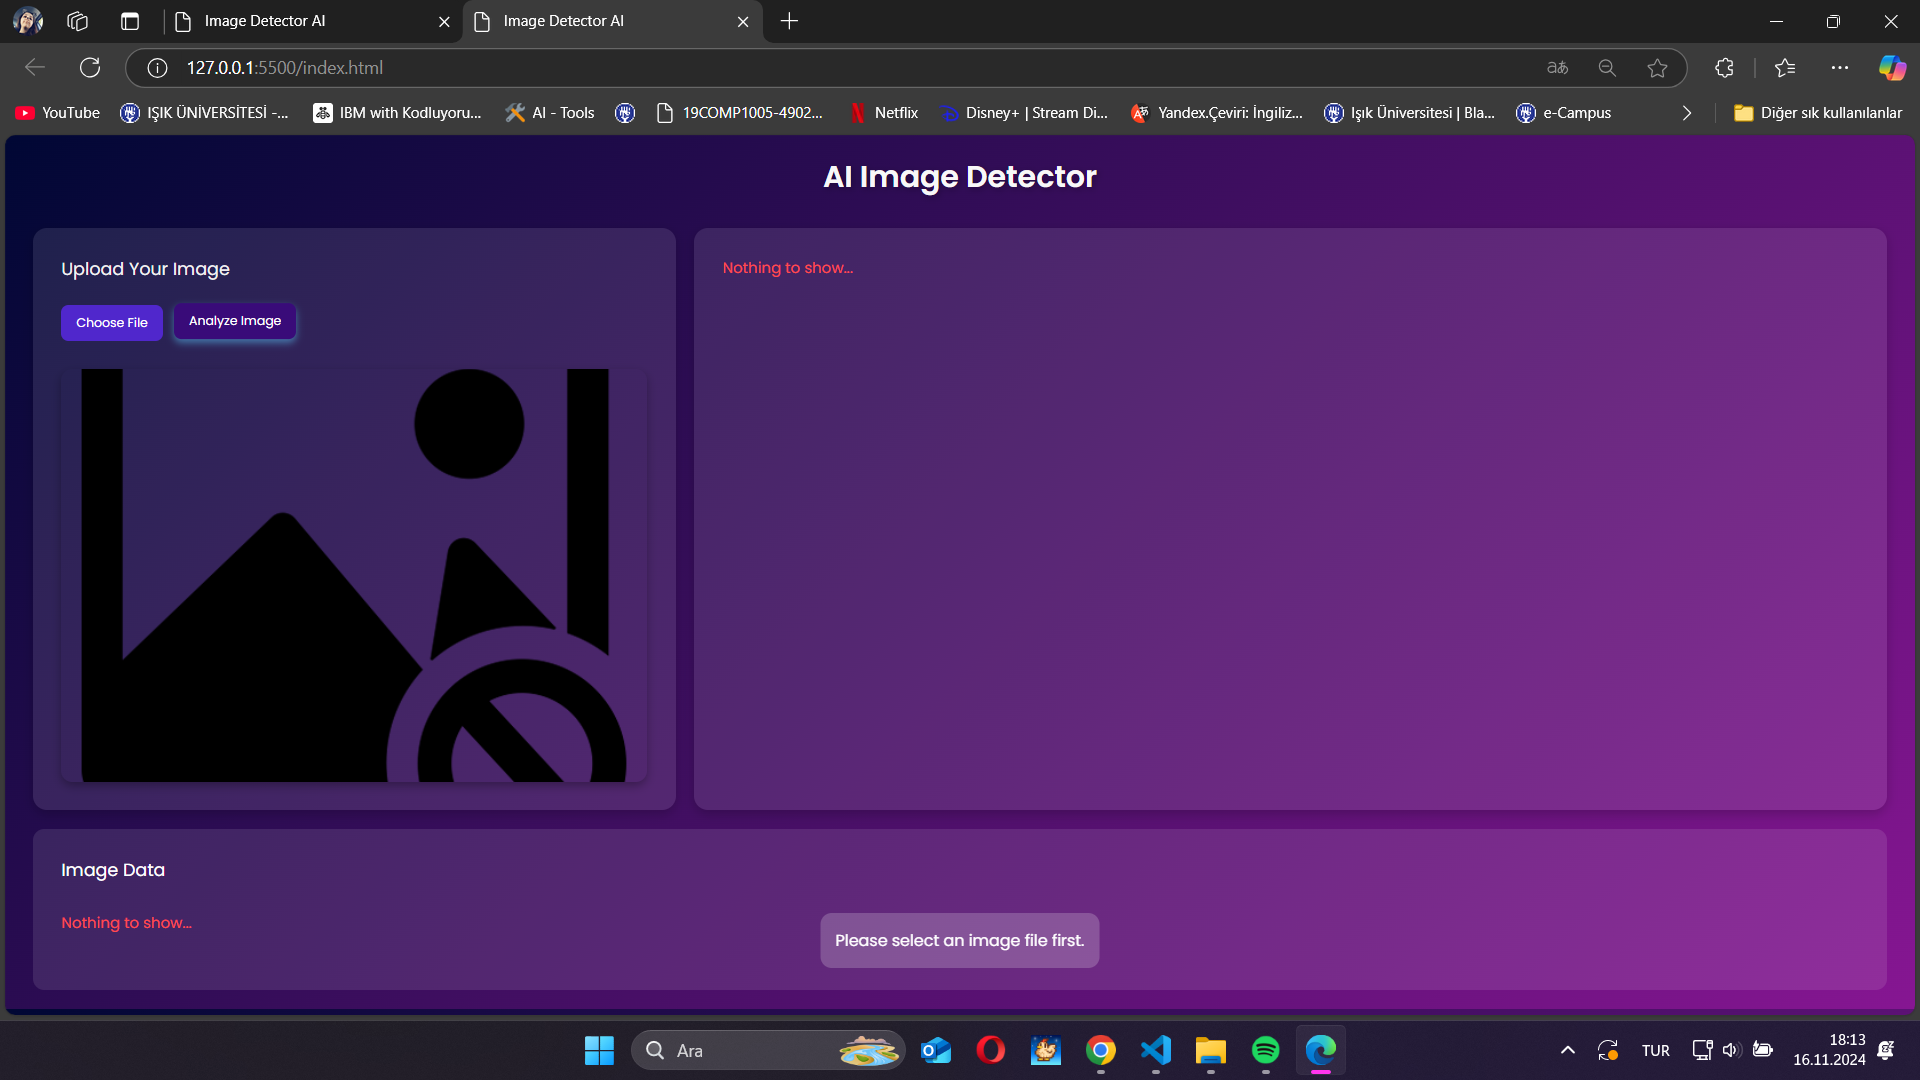 Image Detector AI
Image Detector AI
127.0.0.1:5500/index.html
YouTube
IŞIK ÜNİVERSİTESİ -...
IBM with Kodluyoru...
AI - Tools
19COMP1005-4902...
Netflix
Disney+ | Stream Di...
Yandex.Çeviri: İngiliz...
Işık Üniversitesi | Bla...
e-Campus
Diğer sık kullanılanlar
AI Image Detector
Upload Your Image
Choose File
Analyze Image
Nothing to show...
Image Data
Nothing to show...
Please select an image file first.
Ara
TUR
18:13
16.11.2024